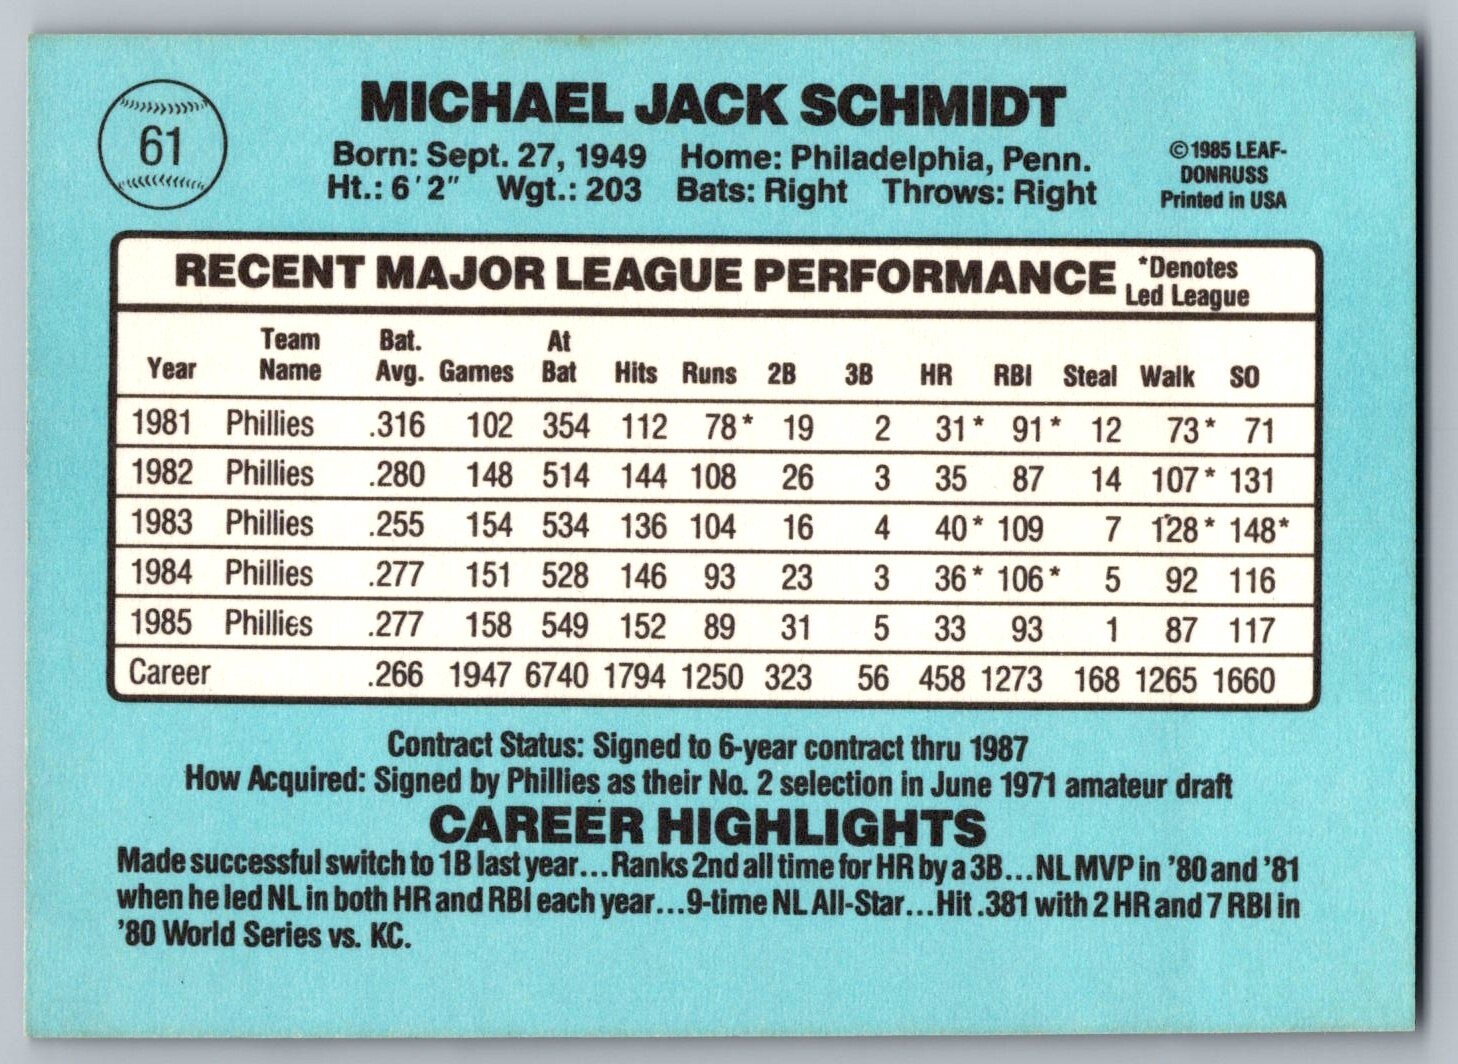 61
MICHAEL JACK SCHMIDT
Born: Sept. 27, 1949 Home: Philadelphia, Penn.
Ht.: 6'2" Wgt.: 203 Bats: Right Throws: Right
©1985 LEAF-
DONRUSS
Printed in USA
RECENT MAJOR LEAGUE PERFORMANCE *Denotes
Led League
Year Team Name Bat. Avg. Games At Bat Hits Runs 2B 3B HR RBI Steal Walk SO
1981 Phillies .316 102 354 112 78* 19 2 31* 91* 12 73* 71
1982 Phillies .280 148 514 144 108 26 3 35 87 14 107* 131
1983 Phillies .255 154 534 136 104 16 4 40* 109 7 128* 148*
1984 Phillies .277 151 528 146 93 23 3 36* 106* 5 92 116
1985 Phillies .277 158 549 152 89 31 5 33 93 1 87 117
Career .266 1947 6740 1794 1250 323 56 458 1273 168 1265 1660
Contract Status: Signed to 6-year contract thru 1987
How Acquired: Signed by Phillies as their No. 2 selection in June 1971 amateur draft
CAREER HIGHLIGHTS
Made successful switch to 1B last year...Ranks 2nd all time for HR by a 3B...NL MVP in '80 and '81
when he led NL in both HR and RBI each year...9-time NL All-Star...Hit .381 with 2 HR and 7 RBI in
'80 World Series vs. KC.